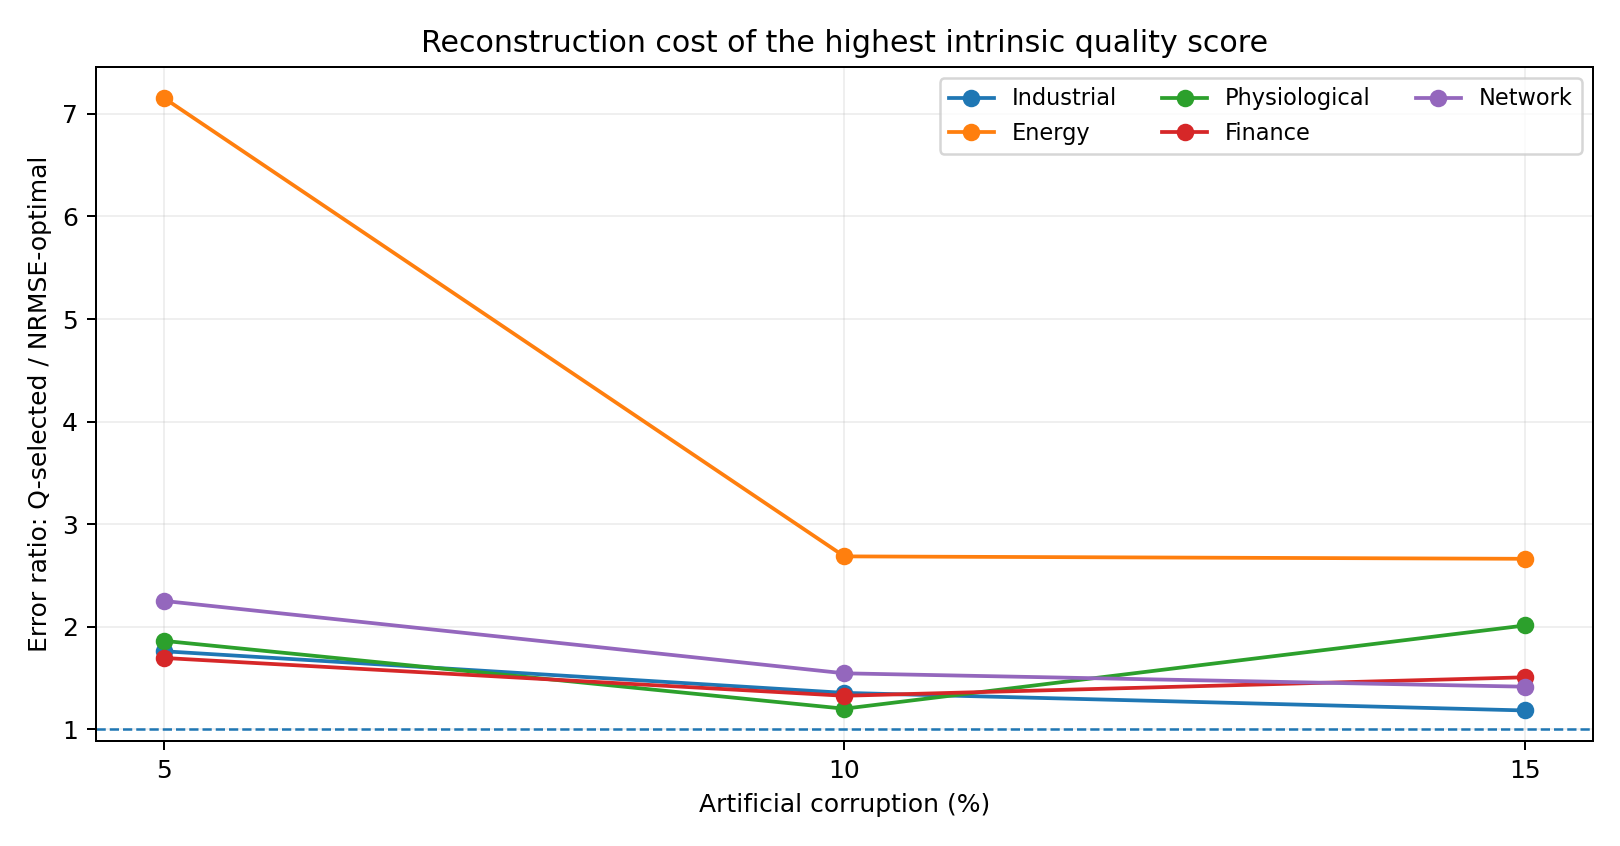 Reconstruction cost of the highest intrinsic quality score
Industrial
Energy
Physiological
Finance
Network
Error ratio: Q-selected / NRMSE-optimal
7
6
5
4
3
2
1
5
10
15
Artificial corruption (%)